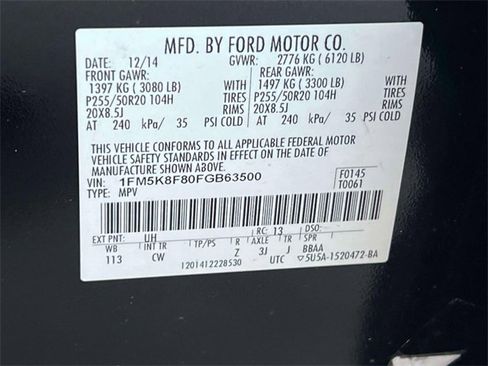 MFD. BY FORD MOTOR CO.
DATE: 12/14 GVWR: 2776 KG ( 6120 LB)
FRONT GAWR: REAR GAWR:
1397 KG ( 3080 LB) WITH 1497 KG ( 3300 LB) WITH
P255/50R20 104H TIRES P255/50R20 104H TIRES
20X8.5J RIMS 20X8.5J RIMS
AT 240 kPa/ 35 PSI COLD AT 240 kPa/ 35 PSI COLD
THIS VEHICLE CONFORMS TO ALL APPLICABLE FEDERAL MOTOR
VEHICLE SAFETY STANDARDS IN EFFECT ON THE DATE OF MANUFACTURE
SHOWN ABOVE.
VIN: 1FM5K8F80FGB63500 F0145
TYPE: MPV T0061
EXT PNT: UH RC: 13 DSO:
WB INT TR TP/PS R AXLE TR SPR
113 CW Z 3J J BBAA
1201412228530 UTC ▽5U5A-1520472-BA